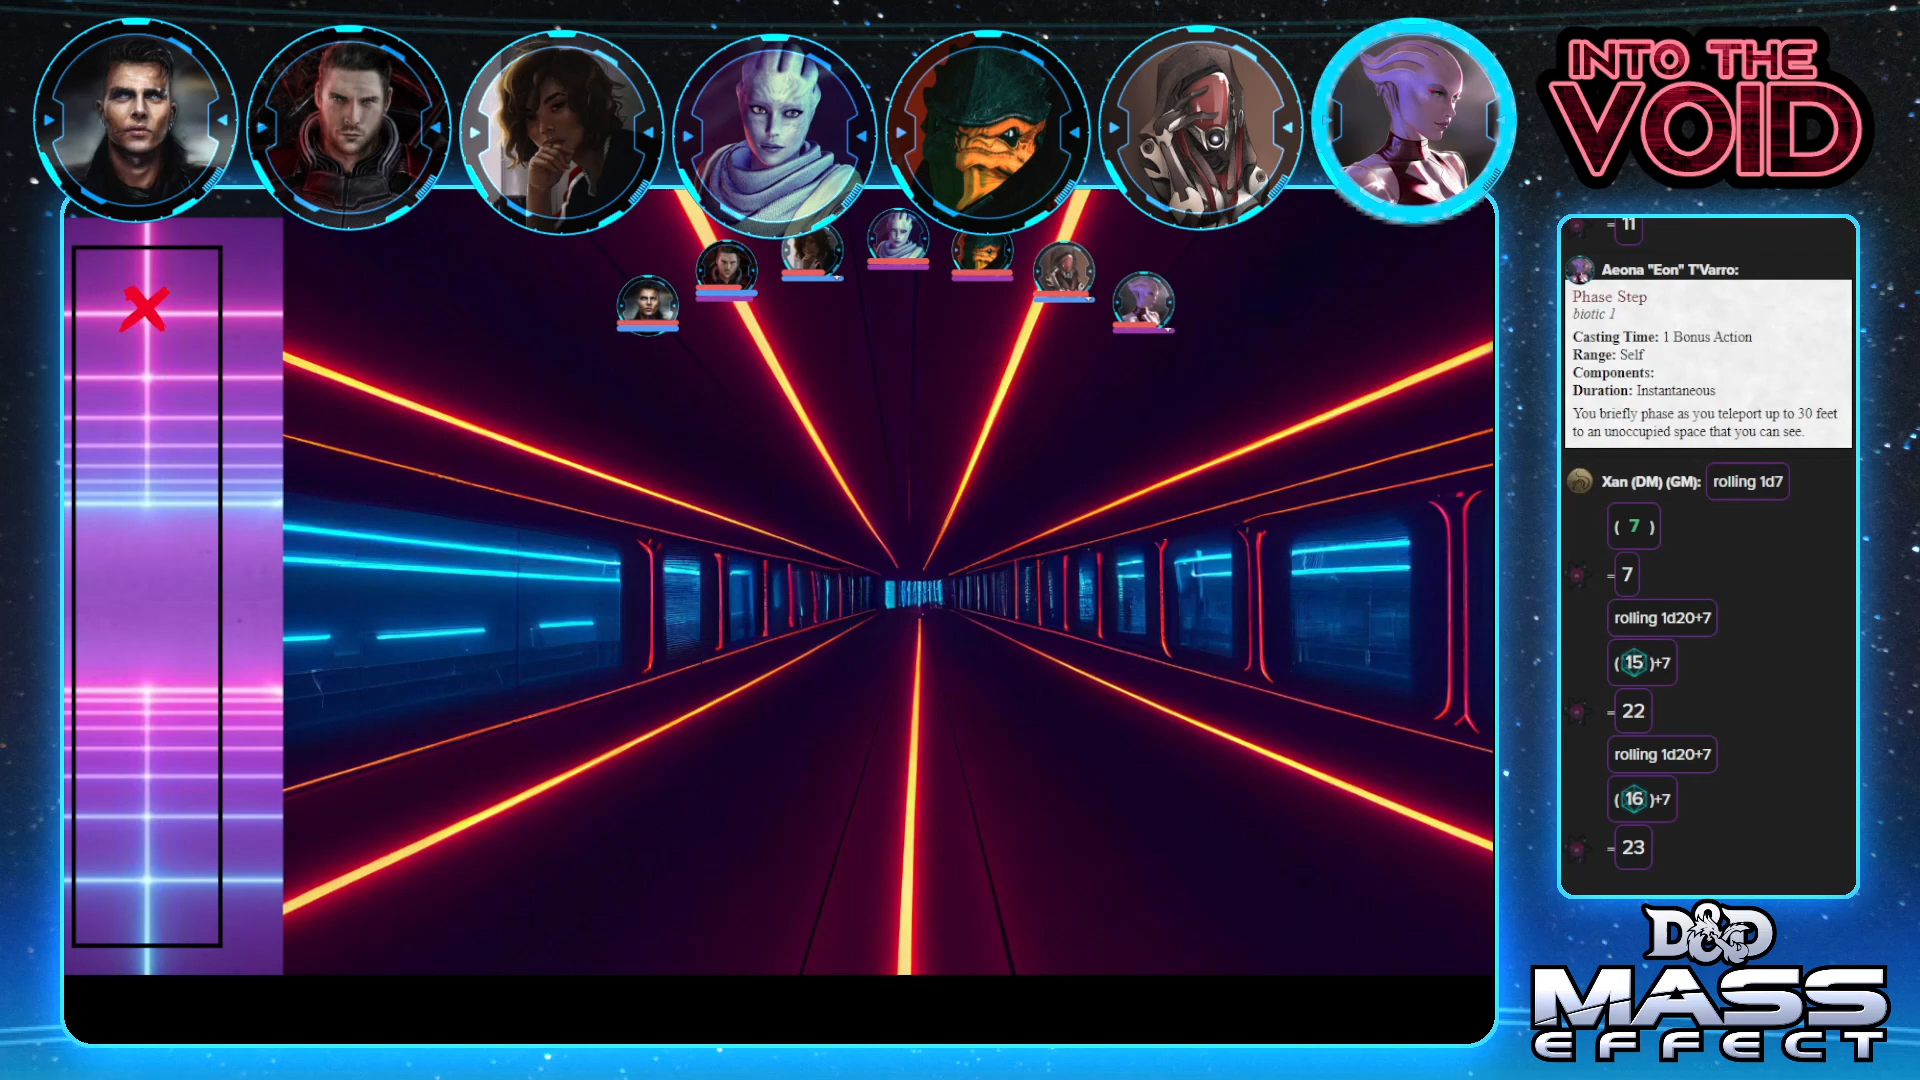 INTO THE
VOID
= 11
Aeona "Eon" T'Varro:
Phase Step
biotic 1
Casting Time: 1 Bonus Action
Range: Self
Components:
Duration: Instantaneous
You briefly phase as you teleport up to 30 feet
to an unoccupied space that you can see.
Xan (DM) (GM): rolling 1d7
( 7 )
= 7
rolling 1d20+7
( 15 )+7
= 22
rolling 1d20+7
( 16 )+7
= 23
D&D
MASS
EFFECT